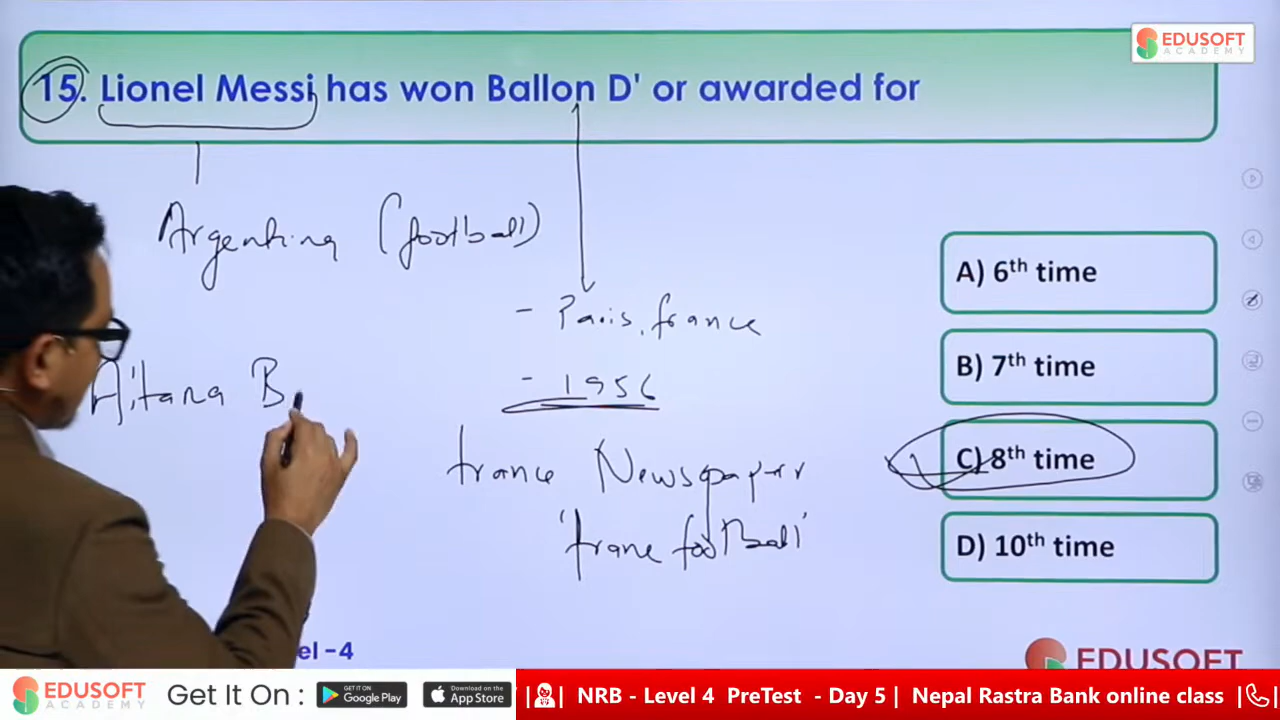 EDUSOFT
ACADEMY
15. Lionel Messi has won Ballon D' or awarded for
Argentina (football)
- Paris, france
- 1956
france Newspaper
'france football'
Aitana B
A) 6th time
B) 7th time
C) 8th time
D) 10th time
el -4
EDUSOFT
EDUSOFT
ACADEMY
Get It On :
GET IT ON
Google Play
Download on the
App Store
| NRB - Level 4 PreTest - Day 5 | Nepal Rastra Bank online class |